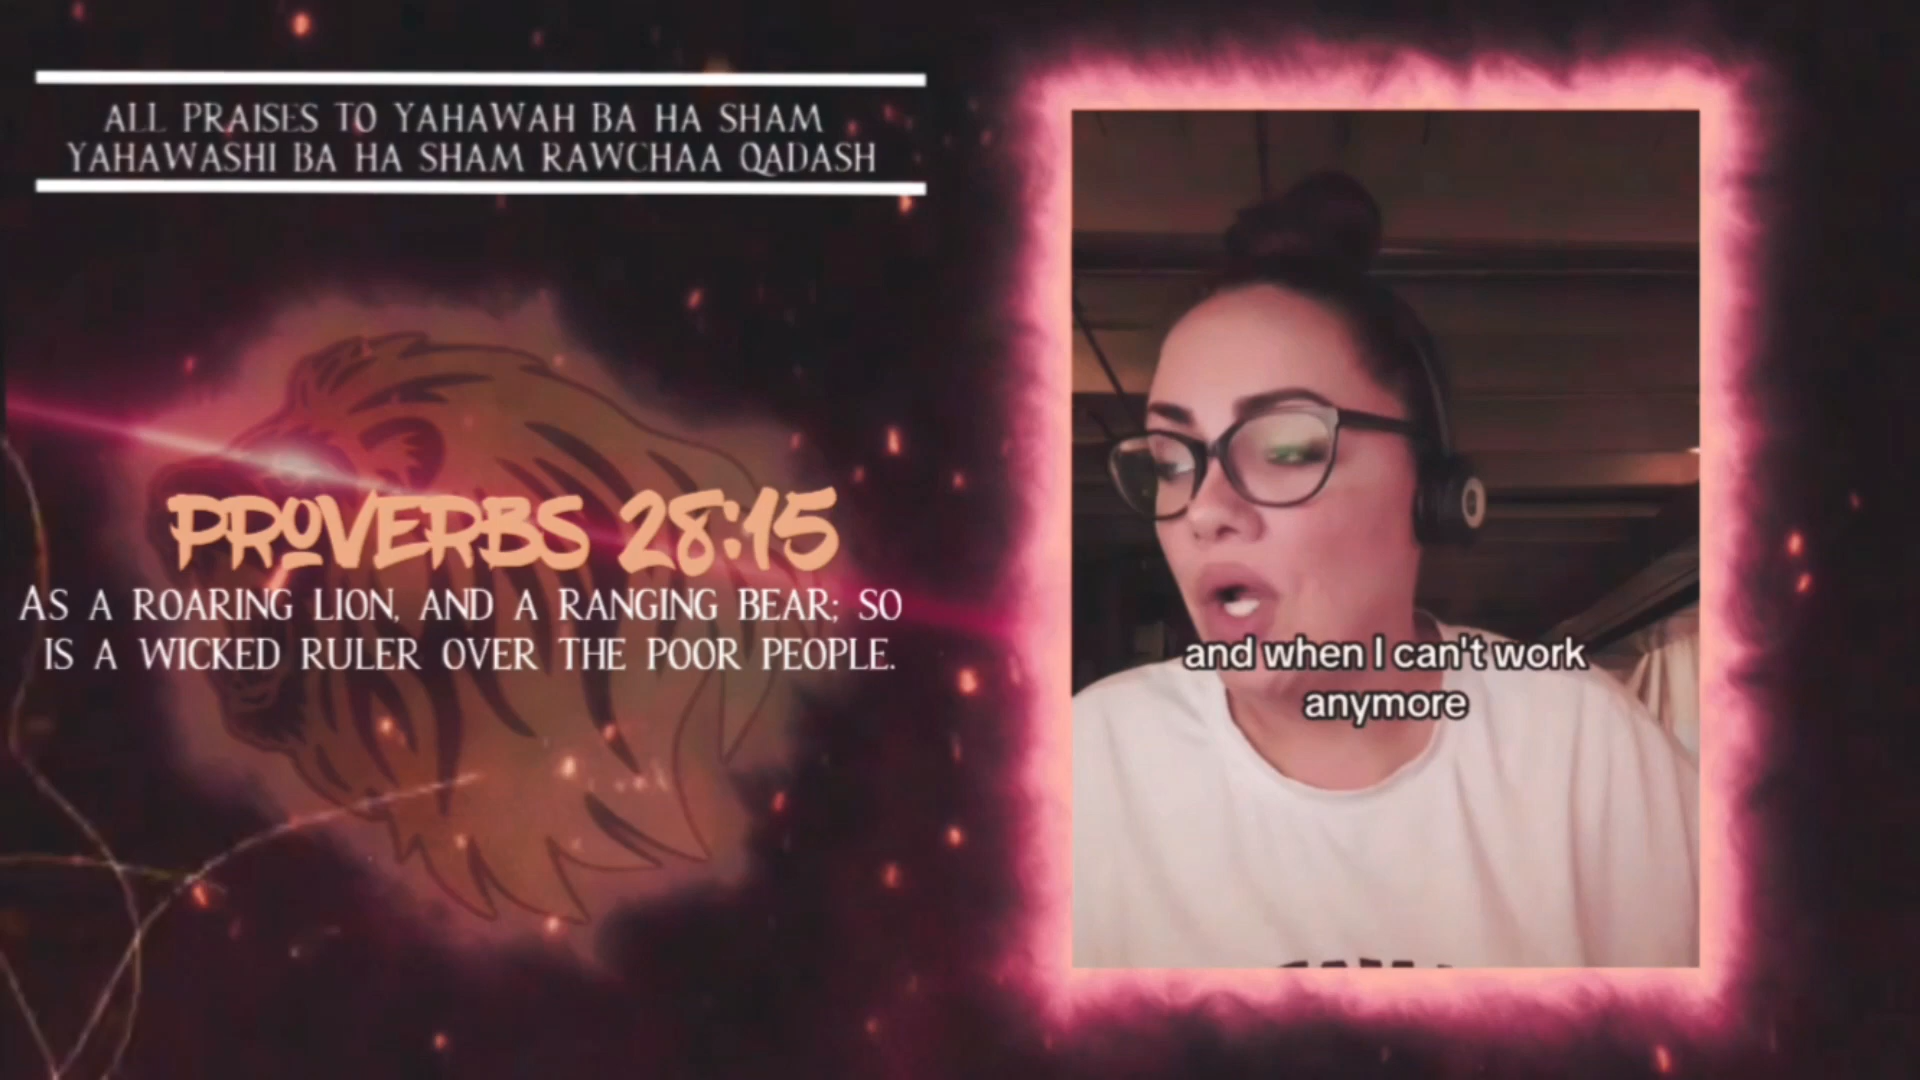 ALL PRAISES TO YAHAWAH BA HA SHAM
YAHAWASHI BA HA SHAM RAWCHAA QADASH
PROVERBS 28:15
AS A ROARING LION, AND A RANGING BEAR; SO
IS A WICKED RULER OVER THE POOR PEOPLE.
and when I can't work
anymore